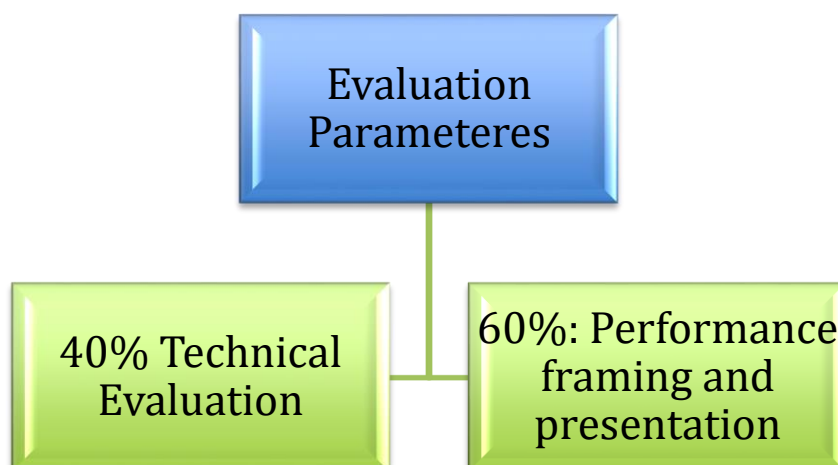 Evaluation
Parameteres
40% Technical
Evaluation
60%: Performance
framing and
presentation